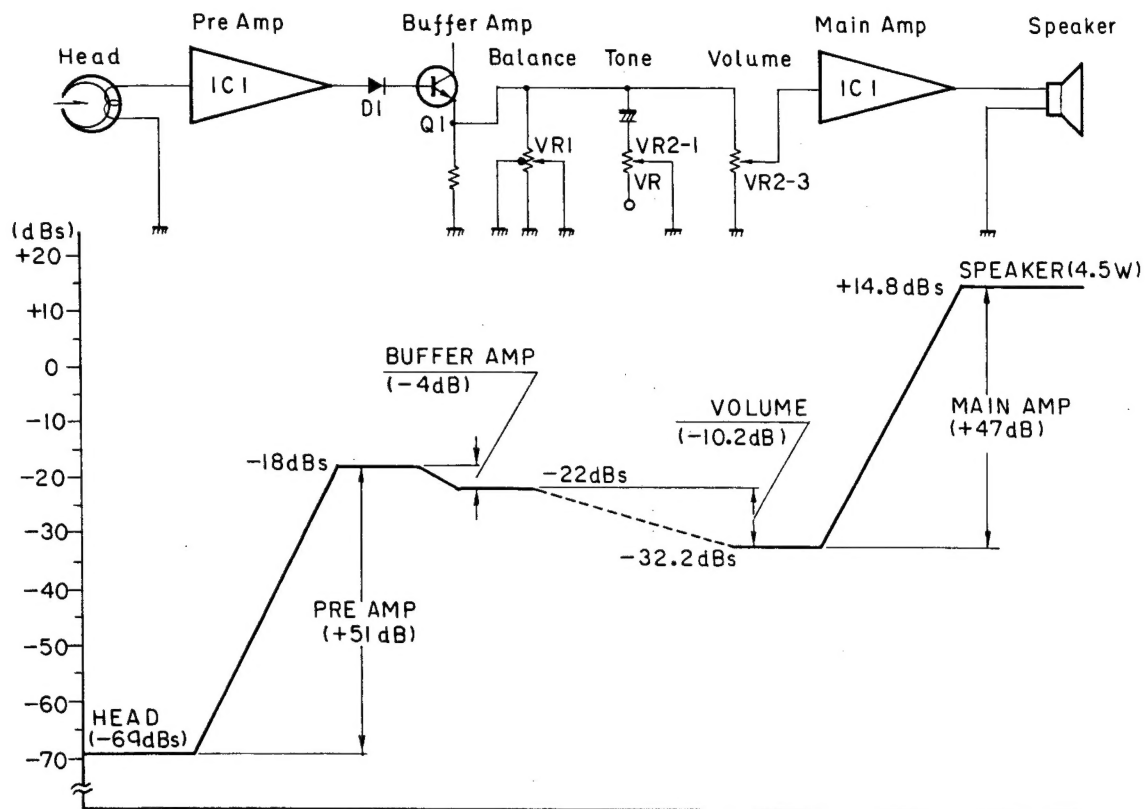 Head
Pre Amp
Buffer Amp
Balance
Tone
Volume
Main Amp
Speaker
IC1
D1
Q1
VR1
VR2-1
VR
VR2-3
IC1
(dBs)
+20
+10
0
-10
-20
-30
-40
-50
-60
-70
HEAD
(-69dBs)
PRE AMP
(+51dB)
-18dBs
BUFFER AMP
(-4dB)
-22dBs
VOLUME
(-10.2dB)
-32.2dBs
+14.8dBs
SPEAKER(4.5W)
MAIN AMP
(+47dB)